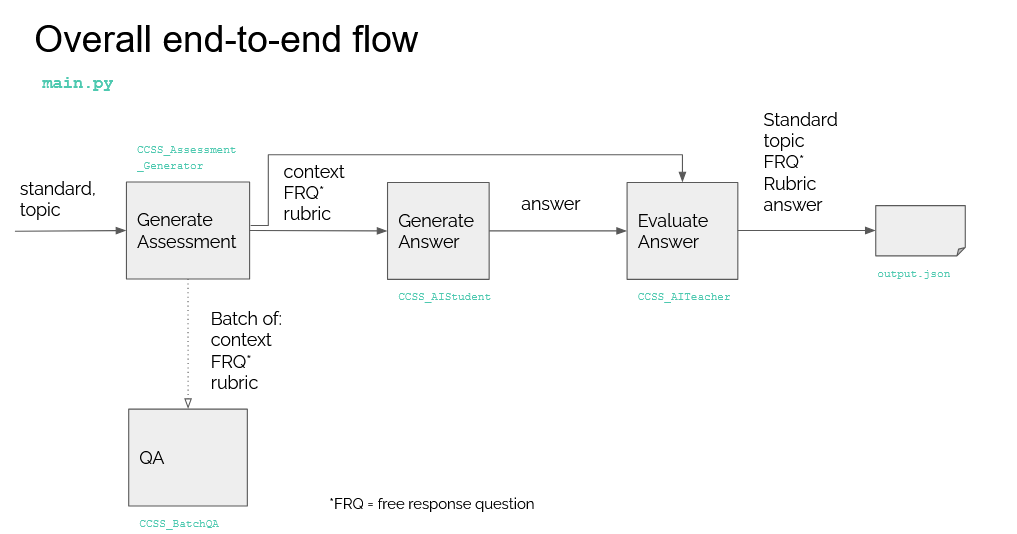 Overall end-to-end flow
main.py
standard,
topic
CCSS_Assessment
_Generator
Generate
Assessment
context
FRQ*
rubric
Generate
Answer
CCSS_AIStudent
answer
Evaluate
Answer
CCSS_AITeacher
Standard
topic
FRQ*
Rubric
answer
output.json
Batch of:
context
FRQ*
rubric
QA
CCSS_BatchQA
*FRQ = free response question